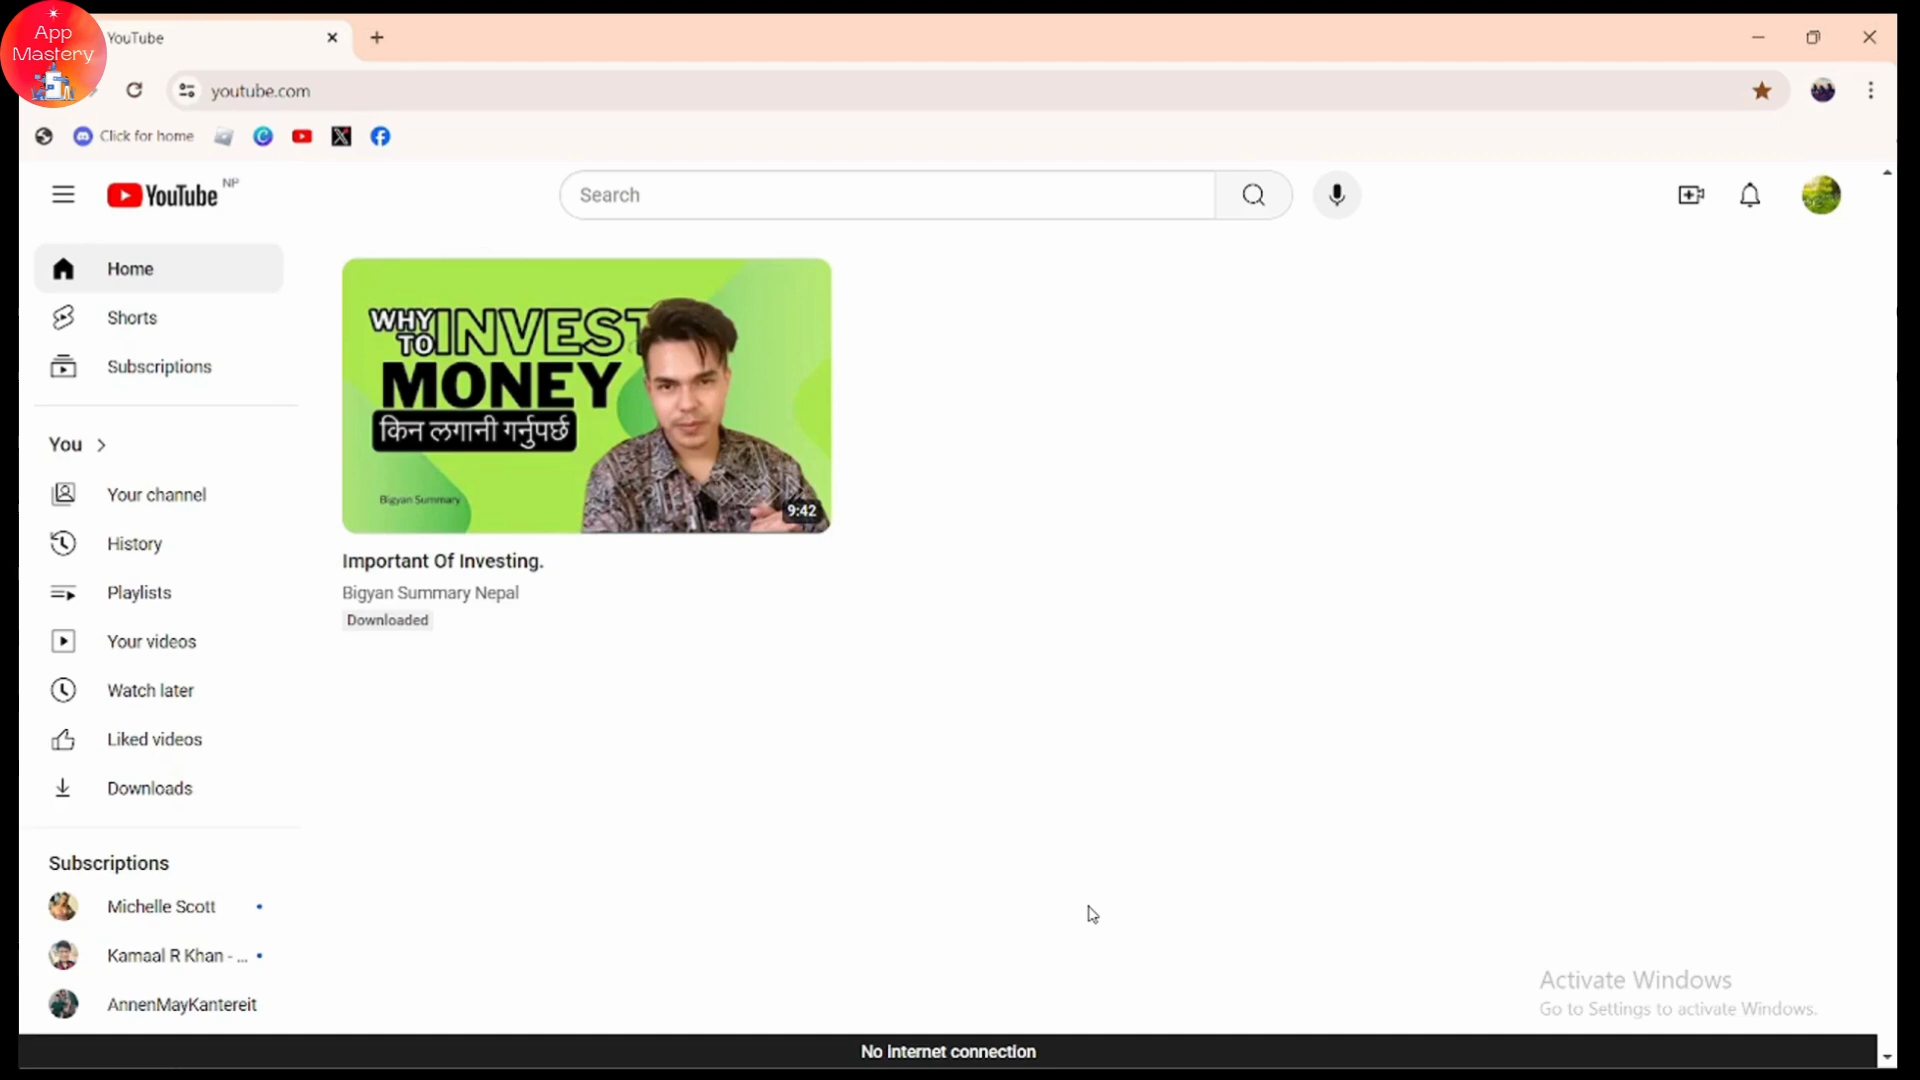 App
Mastery
YouTube
youtube.com
Click for home
YouTube NP
Search
Home
Shorts
Subscriptions
You
Your channel
History
Playlists
Your videos
Watch later
Liked videos
Downloads
Subscriptions
Michelle Scott
Kamaal R Khan - ...
AnnenMayKantereit
WHY
TO INVEST
MONEY
किन लगानी गर्नुपर्छ
Bigyan Summary
9:42
Important Of Investing.
Bigyan Summary Nepal
Downloaded
Activate Windows
Go to Settings to activate Windows.
No internet connection